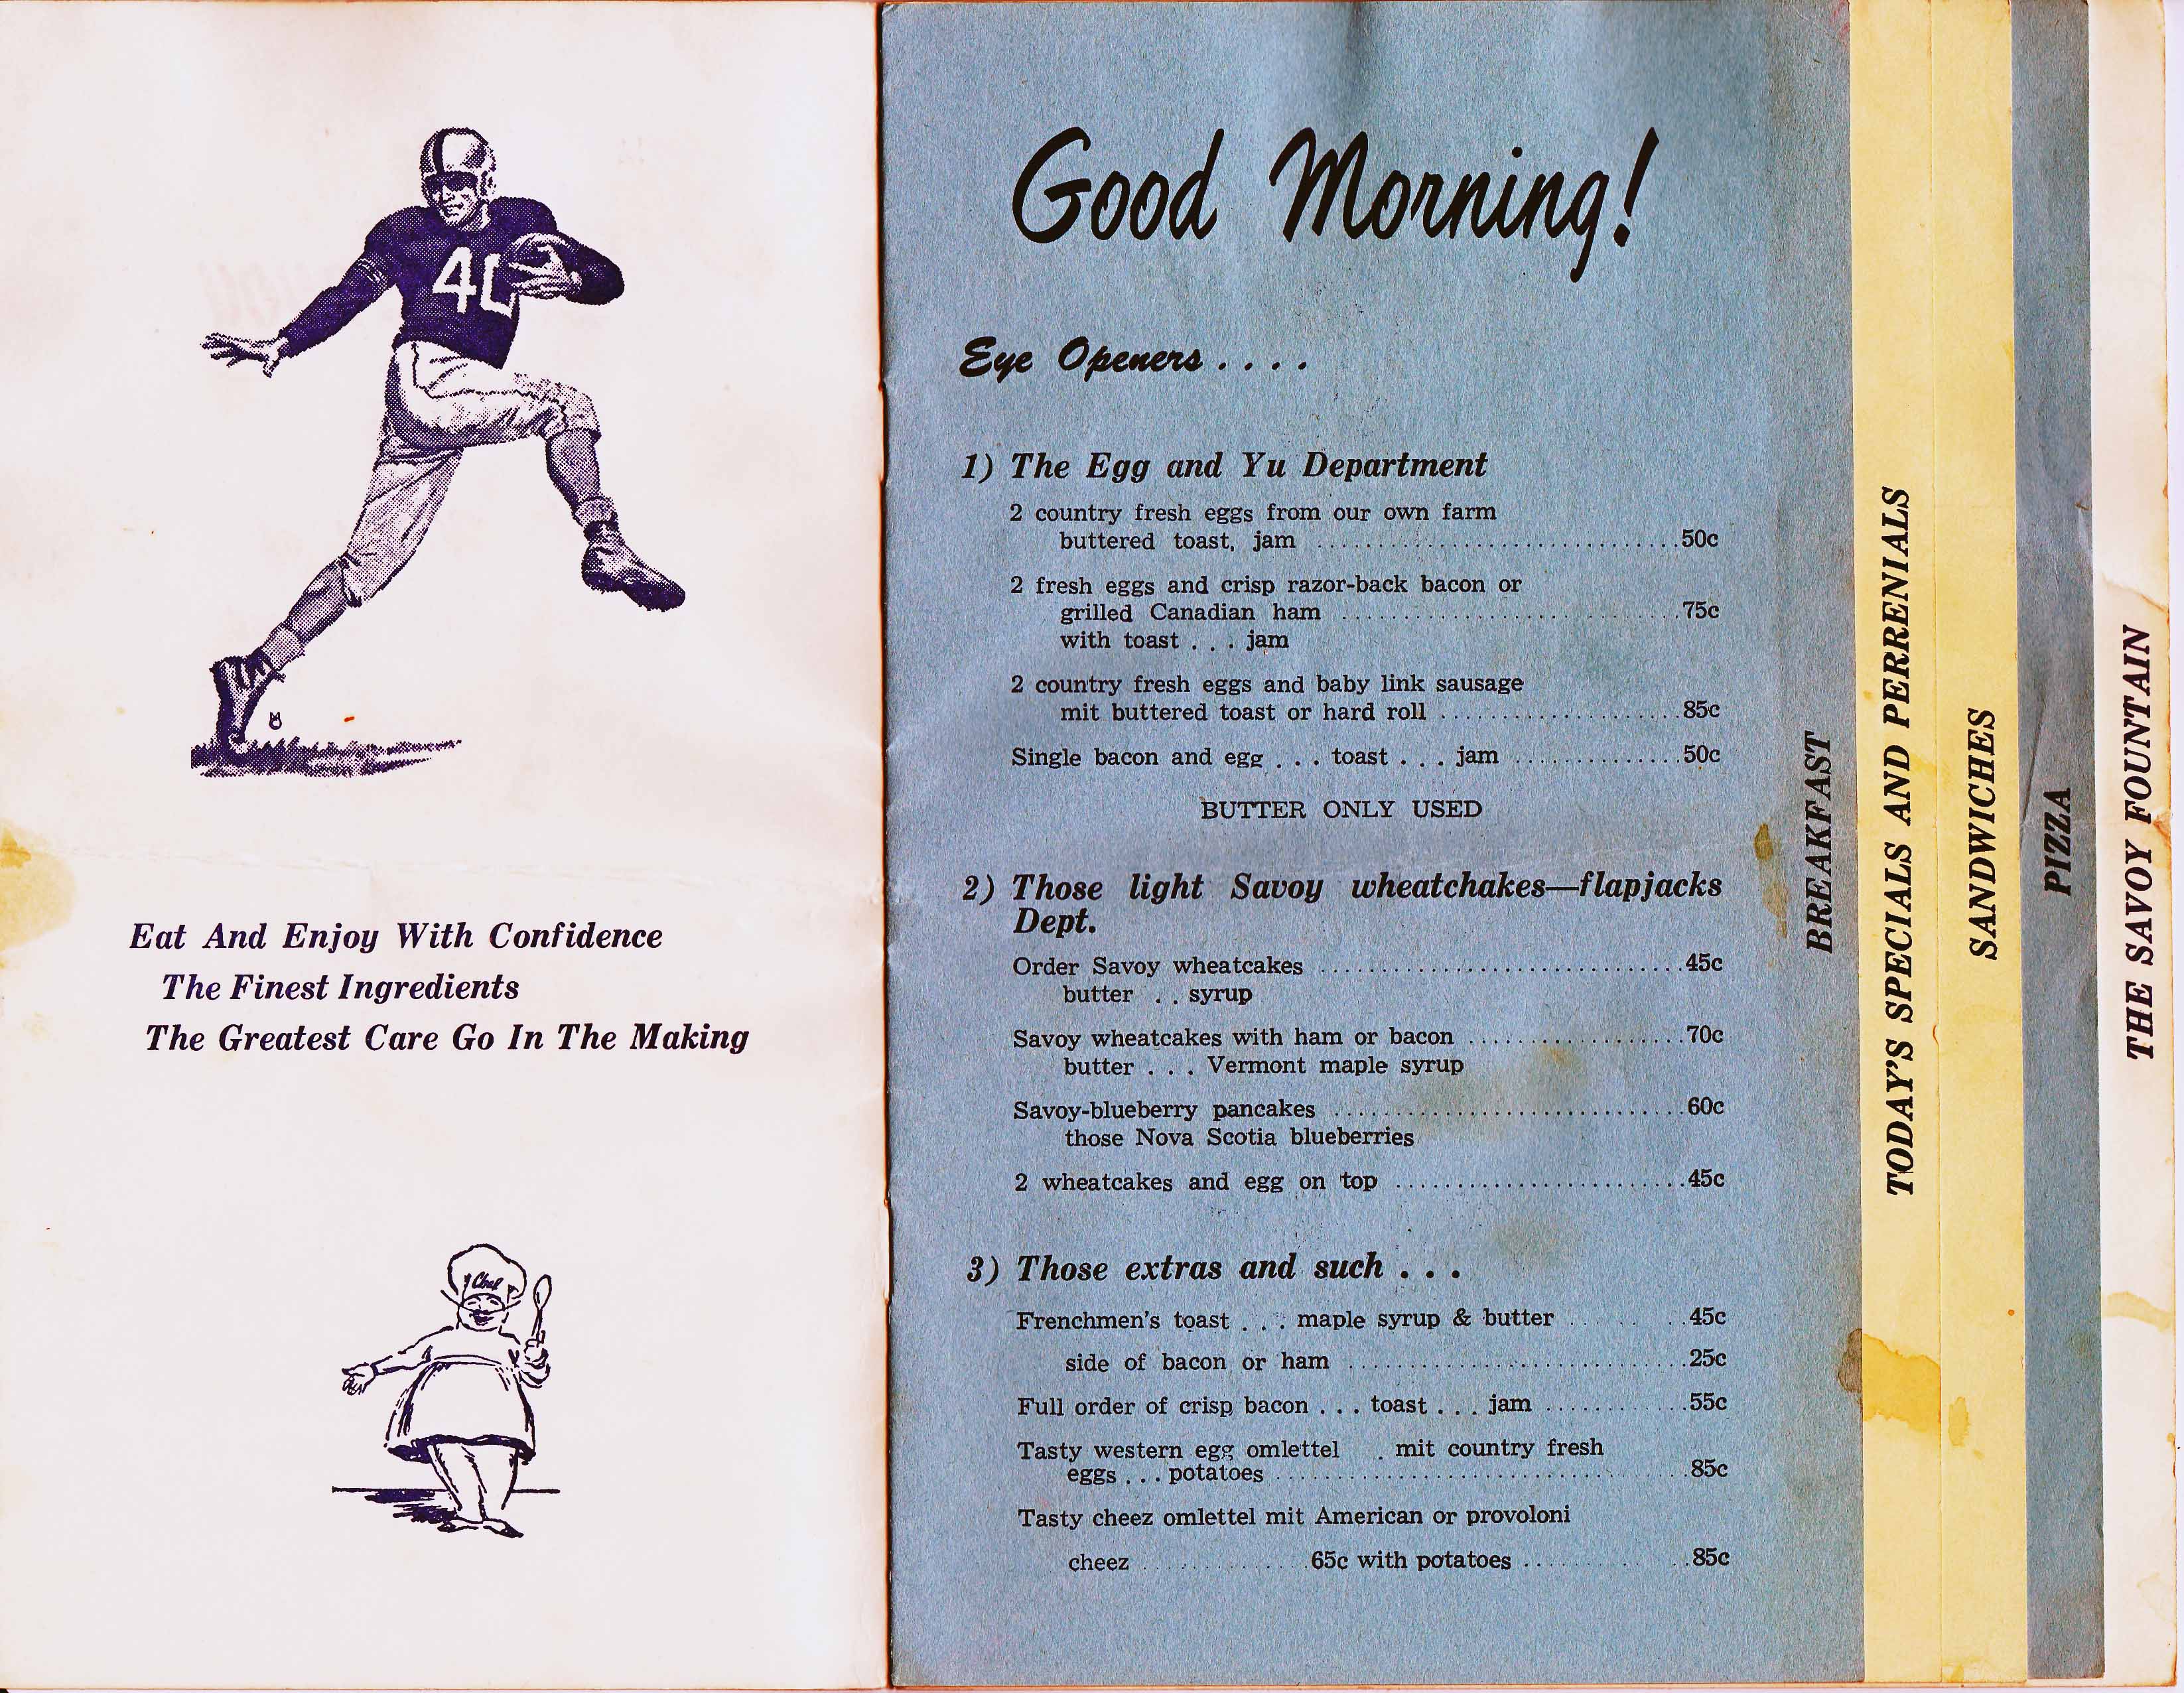 40
Eat And Enjoy With Confidence
The Finest Ingredients
The Greatest Care Go In The Making
Chef
Good Morning!
Eye Openers . . . .
1) The Egg and Yu Department
2 country fresh eggs from our own farm
buttered toast, jam ..............................50c
2 fresh eggs and crisp razor-back bacon or
grilled Canadian ham ............................75c
with toast . . . jam
2 country fresh eggs and baby link sausage
mit buttered toast or hard roll ....................85c
Single bacon and egg . . . toast . . . jam ..............50c
BUTTER ONLY USED
2) Those light Savoy wheatchakes—flapjacks
Dept.
Order Savoy wheatcakes ..............................45c
butter . . syrup
Savoy wheatcakes with ham or bacon ..................70c
butter . . . Vermont maple syrup
Savoy-blueberry pancakes .............................60c
those Nova Scotia blueberries
2 wheatcakes and egg on top ........................45c
3) Those extras and such . . .
Frenchmen's toast . . . maple syrup & butter ..........45c
side of bacon or ham ............................25c
Full order of crisp bacon . . . toast . . . jam ............55c
Tasty western egg omlettel . mit country fresh
eggs . . . potatoes ..................................85c
Tasty cheez omlettel mit American or provoloni
cheez ..............65c with potatoes ..............85c
BREAKFAST
TODAY'S SPECIALS AND PERRENIALS
SANDWICHES
PIZZA
THE SAVOY FOUNTAIN